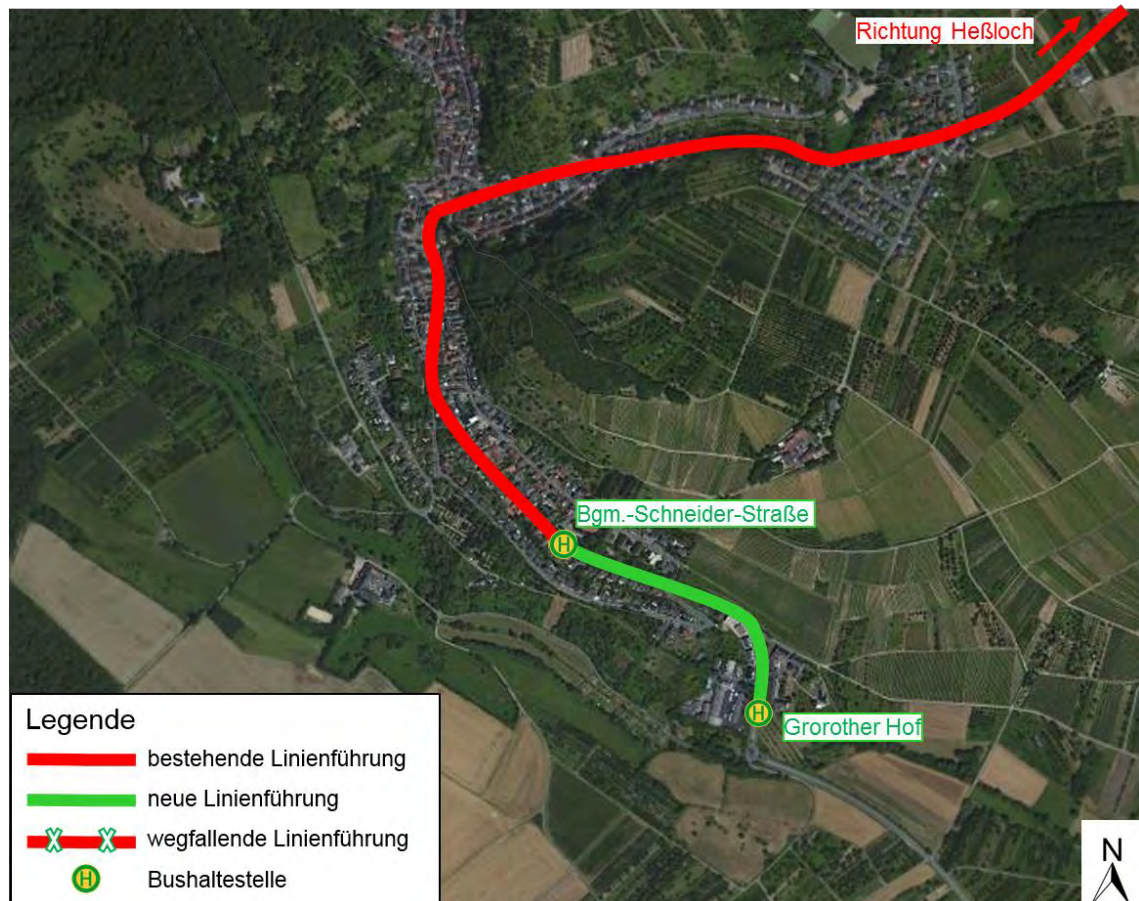 Richtung Heßloch
Bgm.-Schneider-Straße
H
H
Grorother Hof
Legende
bestehende Linienführung
neue Linienführung
X X
wegfallende Linienführung
H
Bushaltestelle
N